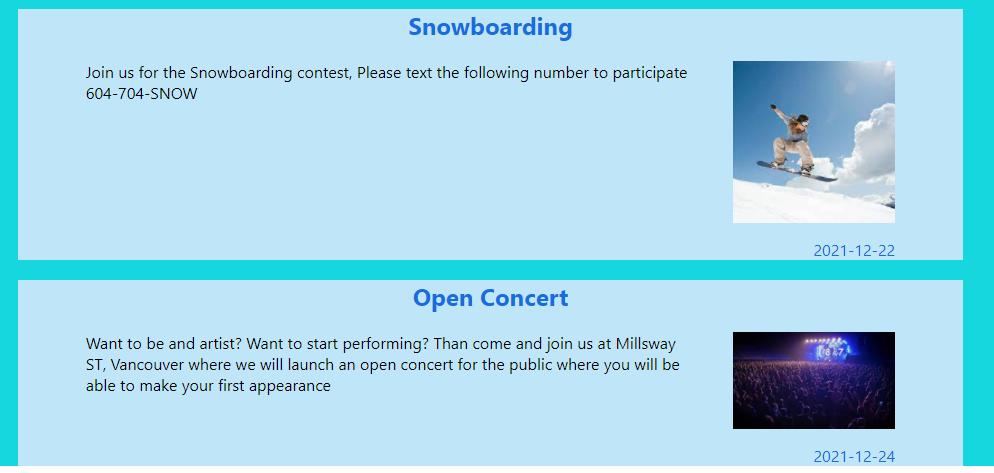 Snowboarding
Join us for the Snowboarding contest, Please text the following number to participate
604-704-SNOW
2021-12-22
Open Concert
Want to be and artist? Want to start performing? Than come and join us at Millsway
ST, Vancouver where we will launch an open concert for the public where you will be
able to make your first appearance
2021-12-24